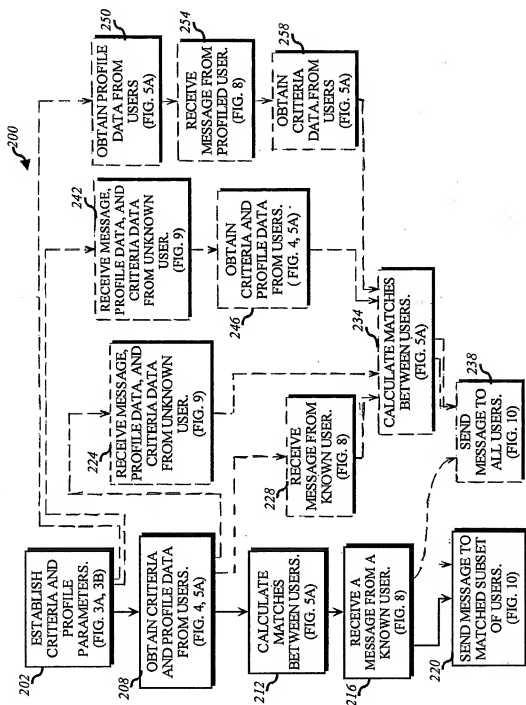 200
202
ESTABLISH
CRITERIA AND
PROFILE
PARAMETERS.
(FIG. 3A, 3B)
208
OBTAIN CRITERIA
AND PROFILE DATA
FROM USERS.
(FIG. 4, 5A)
212
CALCULATE
MATCHES
BETWEEN USERS.
(FIG. 5A)
216
RECEIVE A
MESSAGE FROM A
KNOWN USER.
(FIG. 8)
220
SEND MESSAGE TO
MATCHED SUBSET
OF USERS.
(FIG. 10)
224
RECEIVE MESSAGE,
PROFILE DATA, AND
CRITERIA DATA
FROM UNKNOWN
USER.
(FIG. 9)
228
RECEIVE
MESSAGE FROM
KNOWN USER.
(FIG. 8)
234
CALCULATE MATCHES
BETWEEN USERS.
(FIG. 5A)
238
SEND
MESSAGE TO
ALL USERS.
(FIG. 10)
242
RECEIVE MESSAGE,
PROFILE DATA, AND
CRITERIA DATA
FROM UNKNOWN
USER.
(FIG. 9)
246
OBTAIN
CRITERIA AND
PROFILE DATA
FROM USERS.
(FIG. 4, 5A)
250
OBTAIN PROFILE
DATA FROM
USERS
(FIG. 5A)
254
RECEIVE
MESSAGE FROM
PROFILED USER.
(FIG. 8)
258
OBTAIN
CRITERIA
DATA FROM
USERS
(FIG. 5A)